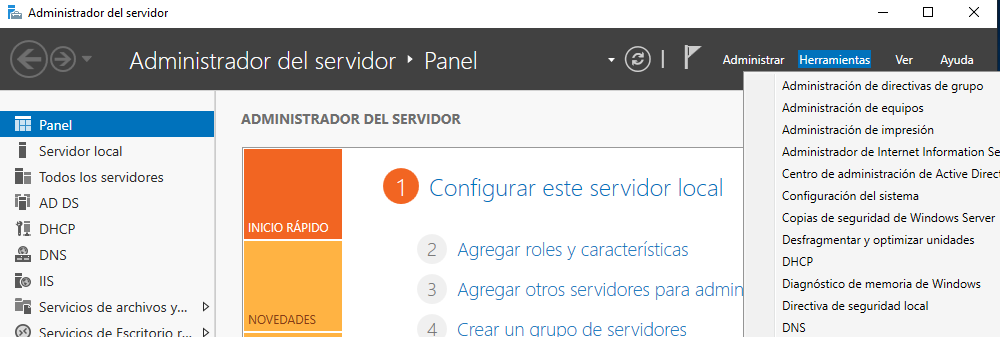 Administrador del servidor
Administrador del servidor ‣ Panel
Administrar Herramientas Ver Ayuda
Panel
Servidor local
Todos los servidores
AD DS
DHCP
DNS
IIS
Servicios de archivos y...
Servicios de Escritorio r...
ADMINISTRADOR DEL SERVIDOR
INICIO RÁPIDO
NOVEDADES
1 Configurar este servidor local
2 Agregar roles y características
3 Agregar otros servidores para admin
4 Crear un grupo de servidores
Administración de directivas de grupo
Administración de equipos
Administración de impresión
Administrador de Internet Information Se
Centro de administración de Active Direct
Configuración del sistema
Copias de seguridad de Windows Server
Desfragmentar y optimizar unidades
DHCP
Diagnóstico de memoria de Windows
Directiva de seguridad local
DNS